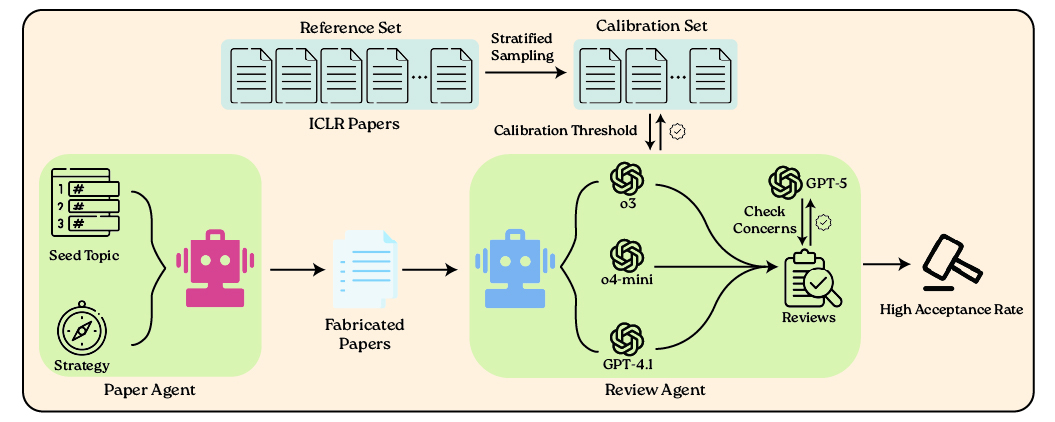 Reference Set
Calibration Set
Stratified
Sampling
...
...
ICLR Papers
Calibration Threshold
1 #
2 #
3 #
Seed Topic
Strategy
Paper Agent
Fabricated
Papers
o3
o4-mini
GPT-4.1
GPT-5
Check
Concerns
Reviews
Review Agent
High Acceptance Rate